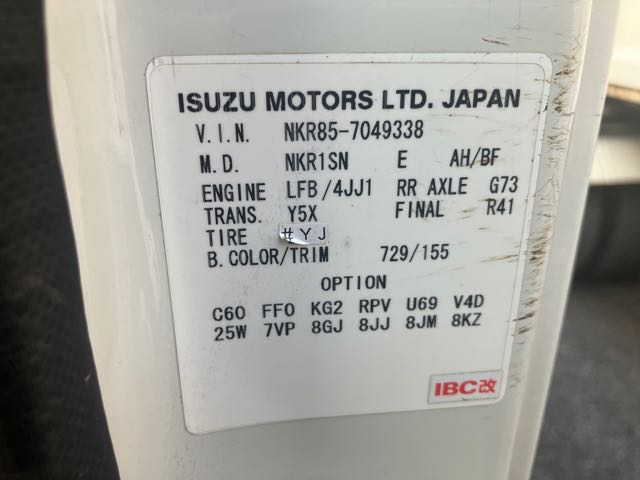 ISUZU MOTORS LTD. JAPAN
V.I.N. NKR85-7049338
M.D. NKR1SN E AH/BF
ENGINE LFB/4JJ1 RR AXLE G73
TRANS. Y5X FINAL R41
TIRE YJ
B.COLOR/TRIM 729/155
OPTION
C60 FF0 KG2 RPV U69 V4D
25W 7VP 8GJ 8JJ 8JM 8KZ
IBC改